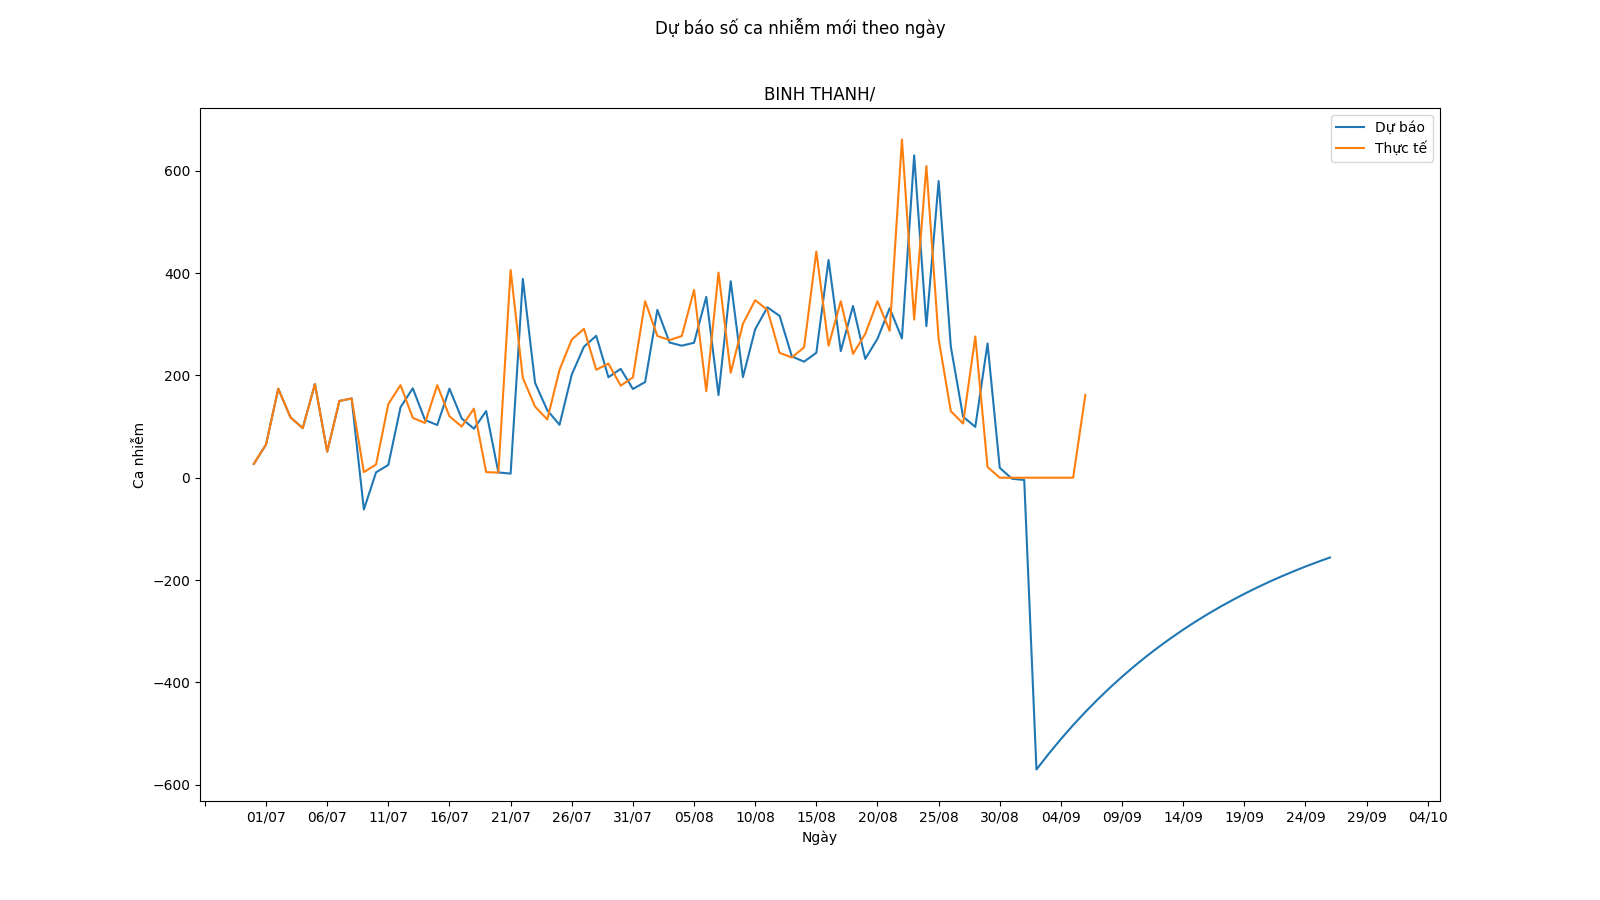 Dự báo số ca nhiễm mới theo ngày
BINH THANH/
Dự báo
Thực tế
600
400
200
0
−200
−400
−600
Ca nhiễm
01/07 06/07 11/07 16/07 21/07 26/07 31/07 05/08 10/08 15/08 20/08 25/08 30/08 04/09 09/09 14/09 19/09 24/09 29/09 04/10
Ngày